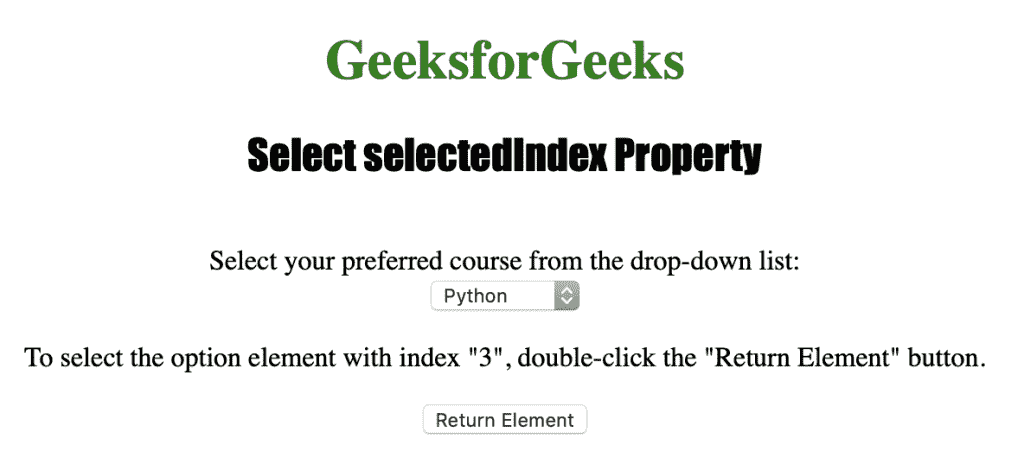 GeeksforGeeks
Select selectedIndex Property
Select your preferred course from the drop-down list:
Python
To select the option element with index "3", double-click the "Return Element" button.
Return Element